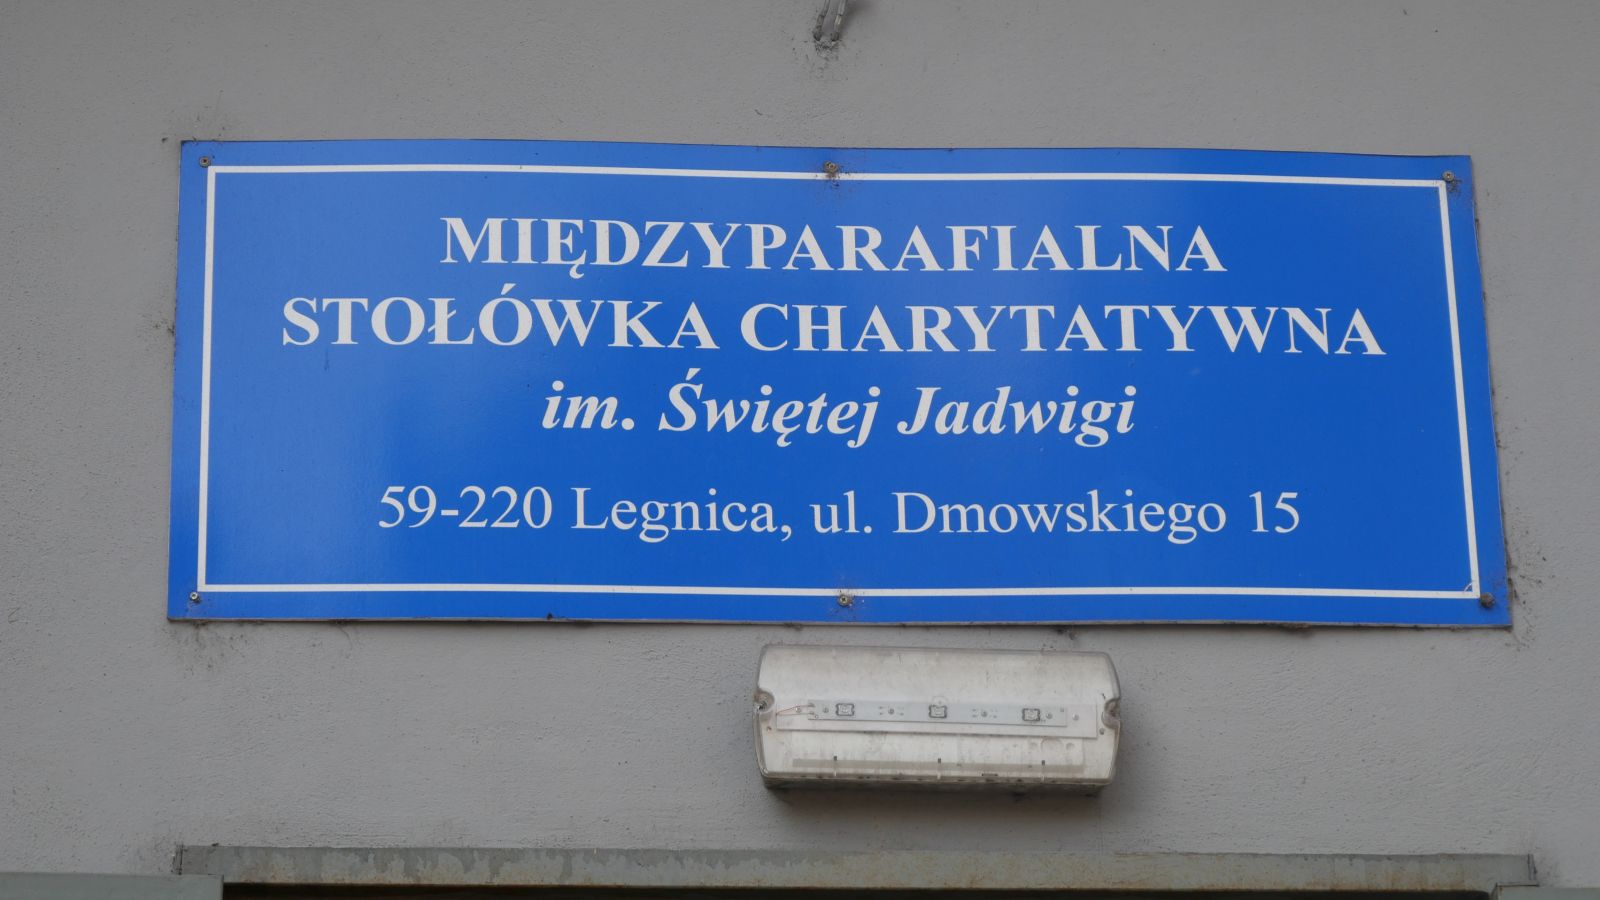 MIĘDZYPARAFIALNA
STOŁÓWKA CHARYTATYWNA
im. Świętej Jadwigi
59-220 Legnica, ul. Dmowskiego 15